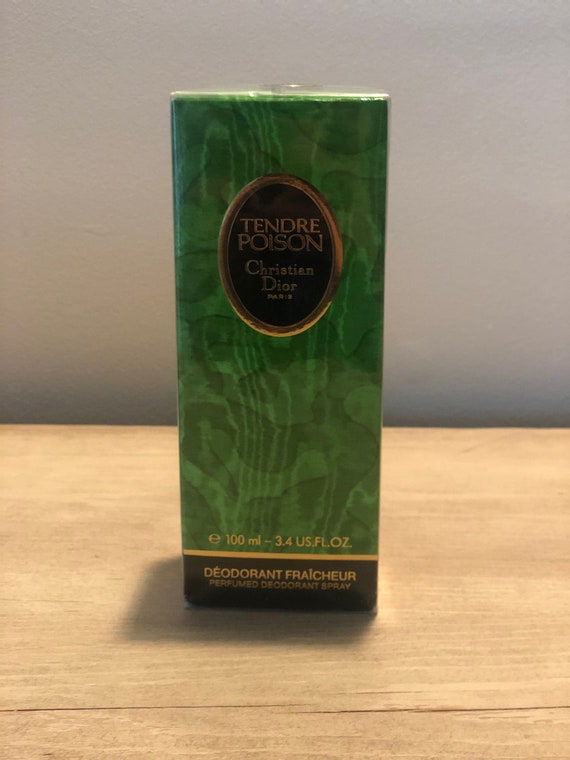 TENDRE
POISON
Christian
Dior
PARIS
℮ 100 ml – 3.4 US.FL.OZ.
DÉODORANT FRAÎCHEUR
PERFUMED DEODORANT SPRAY